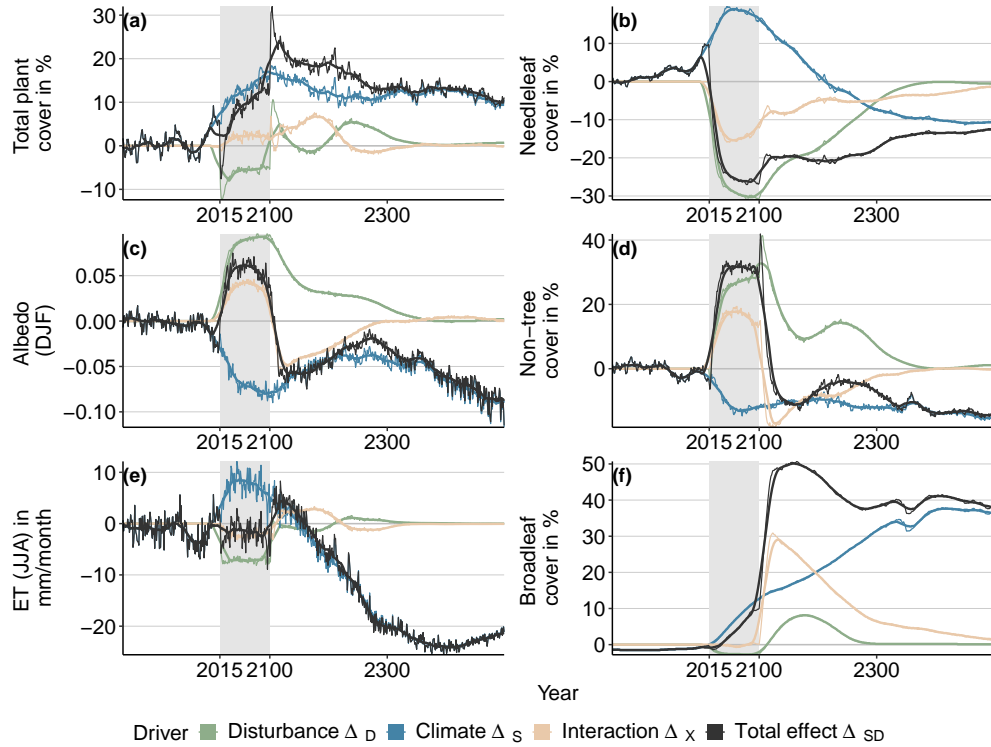 (a)
Total plant
cover in %
30
20
10
0
−10
2015 2100 2300
(b)
Needleleaf
cover in %
10
0
−10
−20
−30
2015 2100 2300
(c)
Albedo
(DJF)
0.05
0.00
−0.05
−0.10
2015 2100 2300
(d)
Non−tree
cover in %
40
20
0
2015 2100 2300
(e)
ET (JJA) in
mm/month
10
0
−10
−20
2015 2100 2300
(f)
Broadleaf
cover in %
50
40
30
20
10
0
2015 2100 2300
Year
Driver Disturbance Δ D Climate Δ S Interaction Δ X Total effect Δ SD